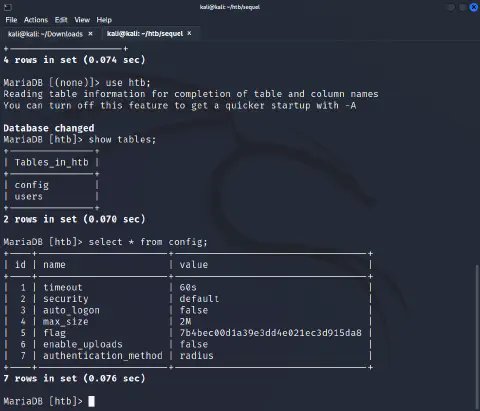 kali@kali: ~/htb/sequel
File Actions Edit View Help
kali@kali: ~/Downloads × kali@kali: ~/htb/sequel ×
+--------------------+
4 rows in set (0.074 sec)
MariaDB [(none)]> use htb;
Reading table information for completion of table and column names
You can turn off this feature to get a quicker startup with -A
Database changed
MariaDB [htb]> show tables;
+---------------+
| Tables_in_htb |
+---------------+
| config        |
| users         |
+---------------+
2 rows in set (0.070 sec)
MariaDB [htb]> select * from config;
+----+-----------------------+----------------------------------+
| id | name                  | value                            |
+----+-----------------------+----------------------------------+
|  1 | timeout               | 60s                              |
|  2 | security              | default                          |
|  3 | auto_logon            | false                            |
|  4 | max_size              | 2M                               |
|  5 | flag                  | 7b4bec00d1a39e3dd4e021ec3d915da8 |
|  6 | enable_uploads        | false                            |
|  7 | authentication_method | radius                           |
+----+-----------------------+----------------------------------+
7 rows in set (0.076 sec)
MariaDB [htb]>